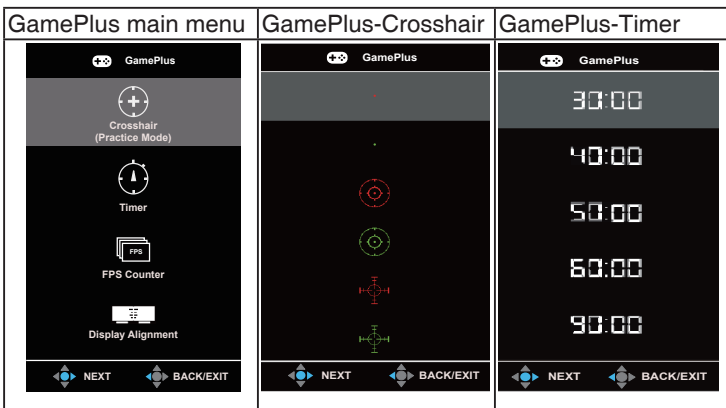 GamePlus main menu
GamePlus-Crosshair
GamePlus-Timer
GamePlus
Crosshair
(Practice Mode)
Timer
FPS
FPS Counter
Display Alignment
NEXT BACK/EXIT
GamePlus
NEXT BACK/EXIT
GamePlus
30:00
40:00
50:00
60:00
90:00
NEXT BACK/EXIT